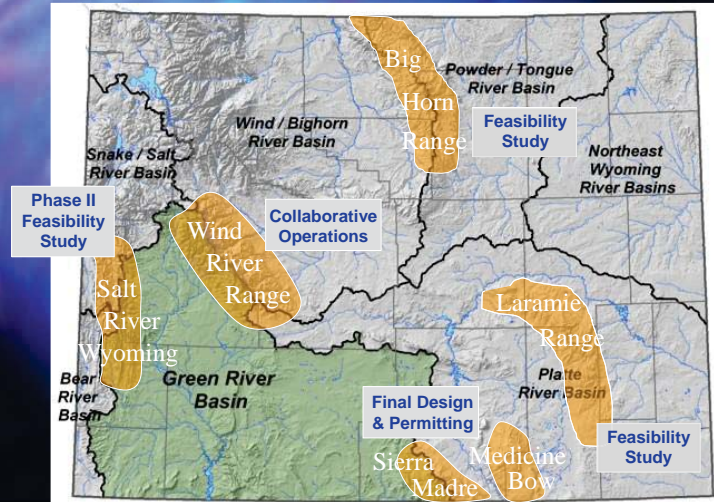 Big
Horn
Range
Powder / Tongue
River Basin
Feasibility
Study
Wind / Bighorn
River Basin
Northeast
Wyoming
River Basins
Snake / Salt
River Basin
Phase II
Feasibility
Study
Wind
River
Range
Collaborative
Operations
Salt
River
Wyoming
Laramie
Range
Bear
River
Basin
Green River
Basin
Platte
River Basin
Final Design
& Permitting
Feasibility
Study
Sierra
Madre
Medicine
Bow